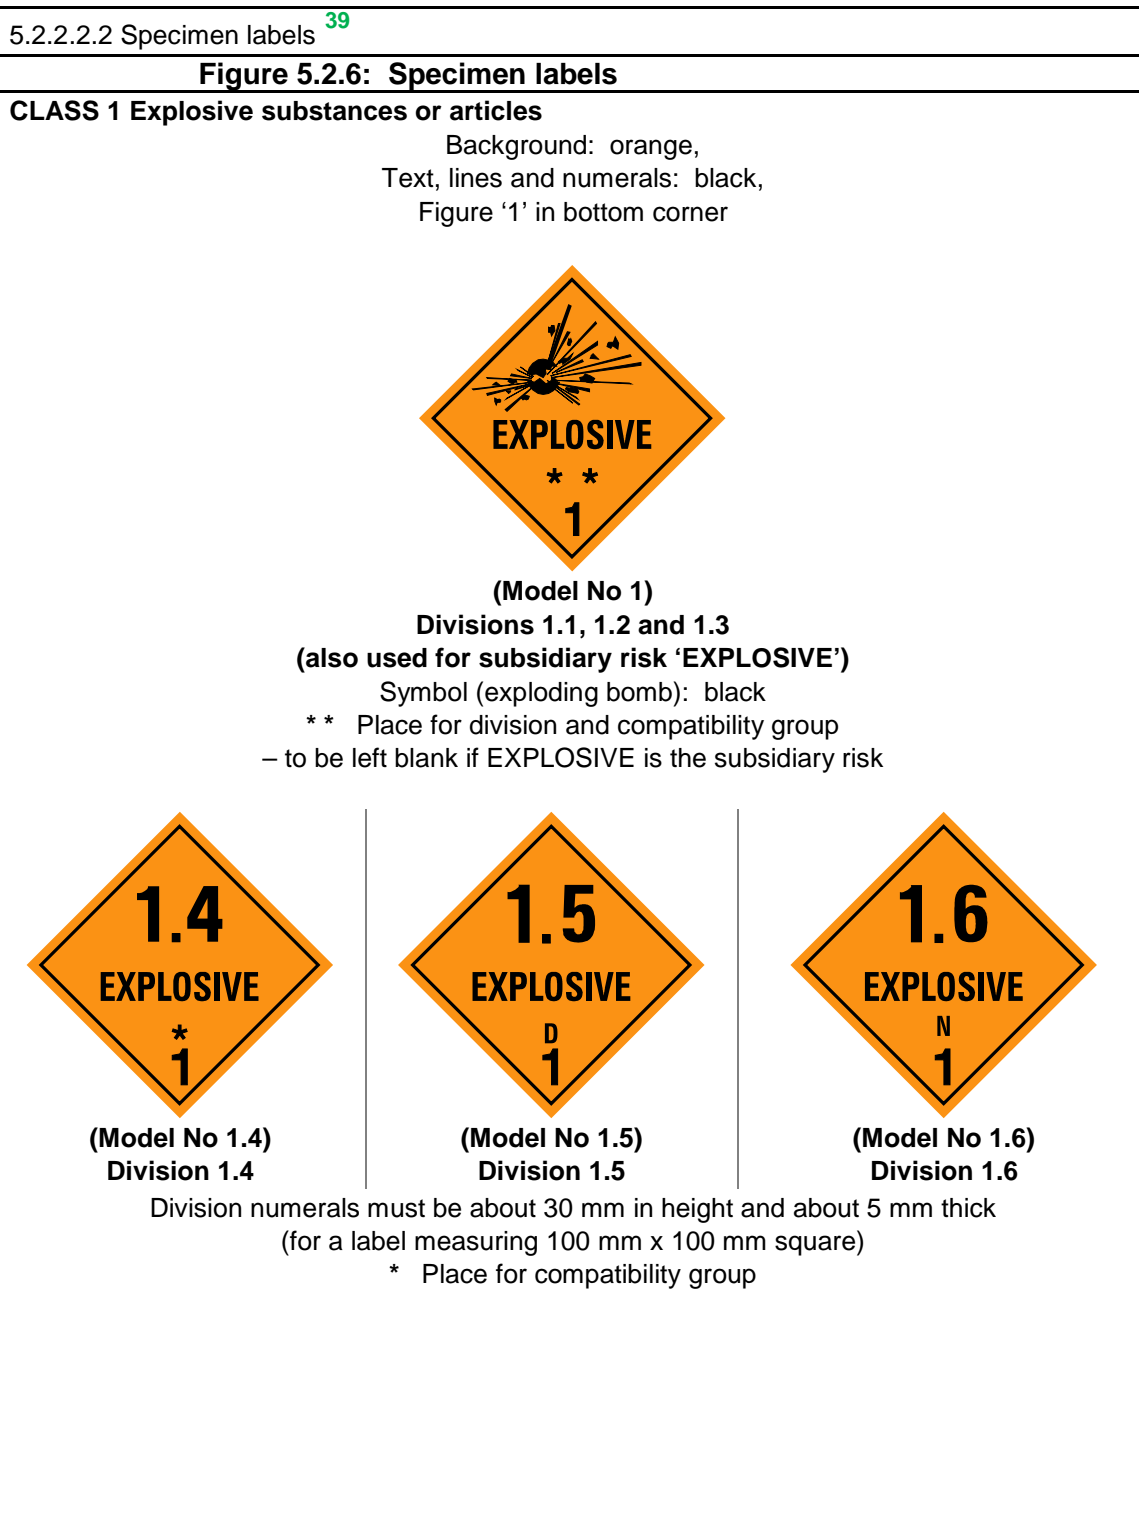 5.2.2.2.2 Specimen labels 39
Figure 5.2.6:  Specimen labels
CLASS 1 Explosive substances or articles
Background:  orange,
Text, lines and numerals:  black,
Figure ‘1’ in bottom corner
EXPLOSIVE
* *
1
(Model No 1)
Divisions 1.1, 1.2 and 1.3
(also used for subsidiary risk ‘EXPLOSIVE’)
Symbol (exploding bomb):  black
* *   Place for division and compatibility group
– to be left blank if EXPLOSIVE is the subsidiary risk
1.4
EXPLOSIVE
*
1
(Model No 1.4)
Division 1.4
1.5
EXPLOSIVE
D
1
(Model No 1.5)
Division 1.5
1.6
EXPLOSIVE
N
1
(Model No 1.6)
Division 1.6
Division numerals must be about 30 mm in height and about 5 mm thick
(for a label measuring 100 mm x 100 mm square)
*   Place for compatibility group